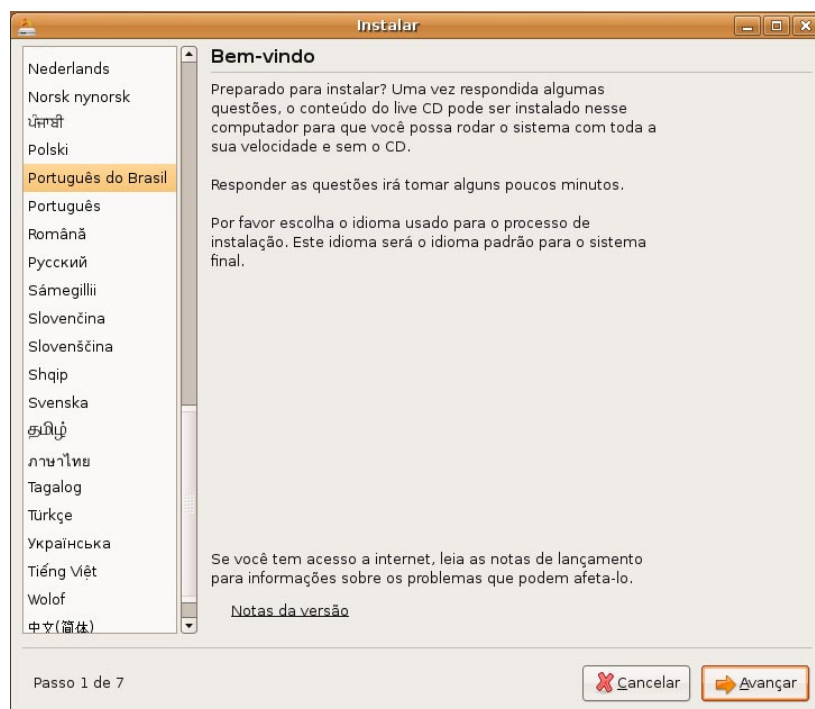 Instalar
Nederlands
Norsk nynorsk
ਪੰਜਾਬੀ
Polski
Português do Brasil
Português
Română
Русский
Sámegillii
Slovenčina
Slovenščina
Shqip
Svenska
தமிழ்
ภาษาไทย
Tagalog
Türkçe
Українська
Tiếng Việt
Wolof
中文(简体)
Bem-vindo
Preparado para instalar? Uma vez respondida algumas
questões, o conteúdo do live CD pode ser instalado nesse
computador para que você possa rodar o sistema com toda a
sua velocidade e sem o CD.
Responder as questões irá tomar alguns poucos minutos.
Por favor escolha o idioma usado para o processo de
instalação. Este idioma será o idioma padrão para o sistema
final.
Se você tem acesso a internet, leia as notas de lançamento
para informações sobre os problemas que podem afeta-lo.
Notas da versão
Passo 1 de 7
Cancelar
Avançar